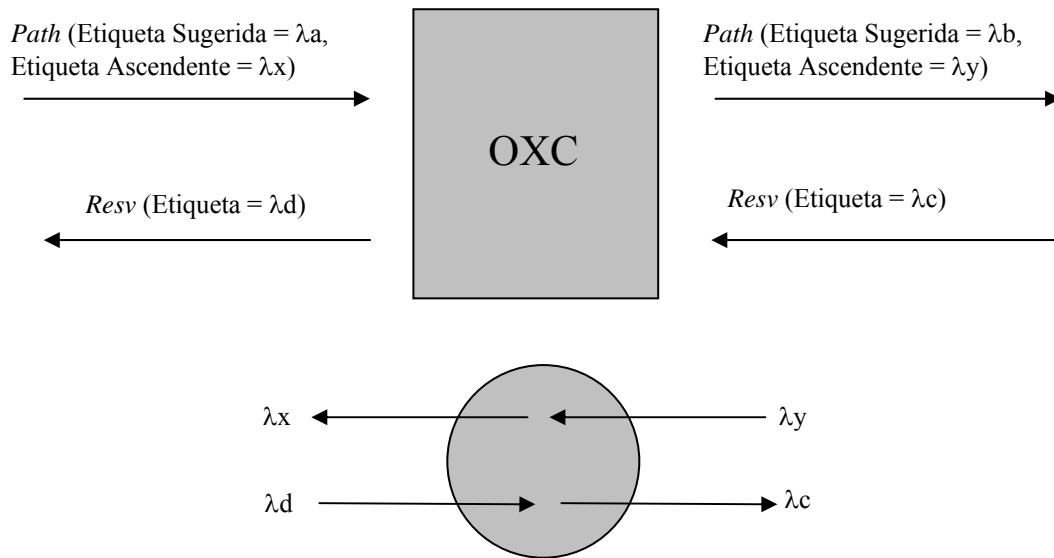 Path (Etiqueta Sugerida = λa,
Etiqueta Ascendente = λx)
Path (Etiqueta Sugerida = λb,
Etiqueta Ascendente = λy)
OXC
Resv (Etiqueta = λd)
Resv (Etiqueta = λc)
λx
λy
λd
λc